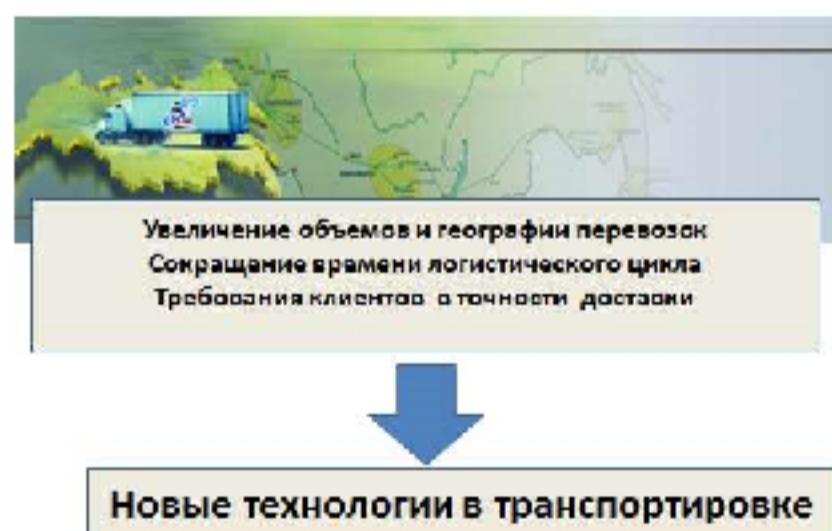 Увеличение объемов и географии перевозок
Сокращение времени логистического цикла
Требования клиентов в точности доставки
Новые технологии в транспортировке